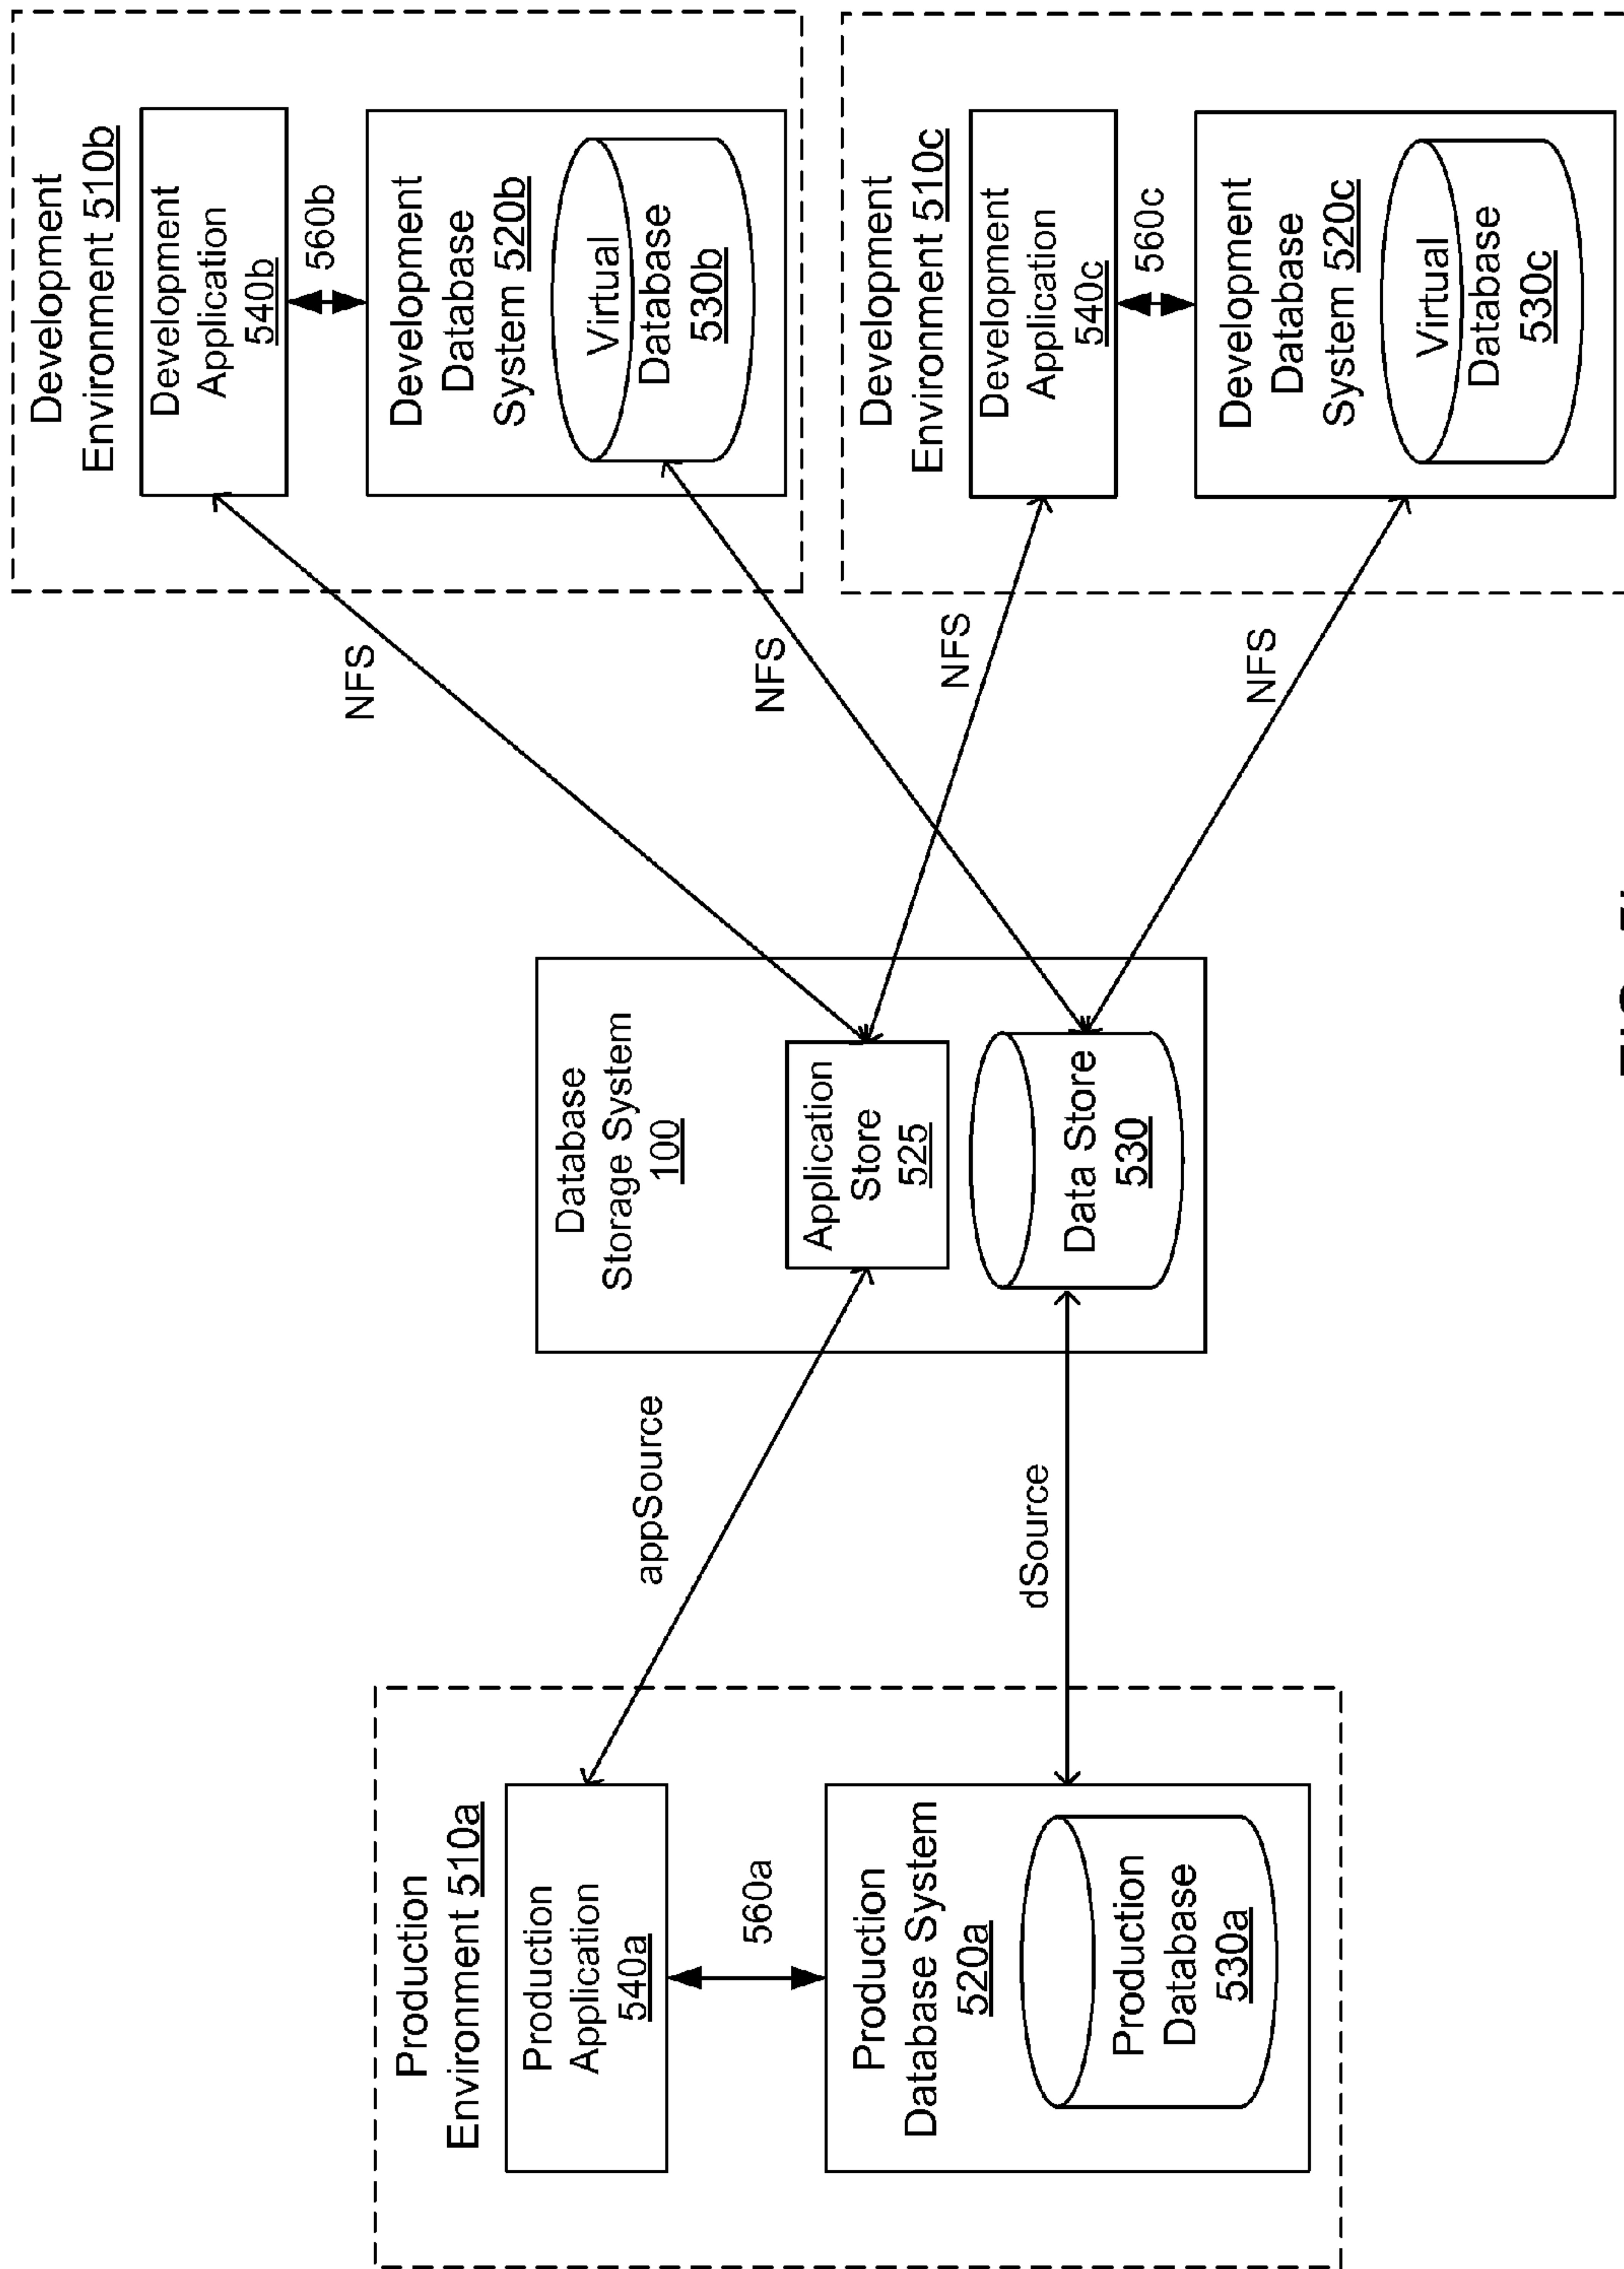 Production
Environment 510a
Production
Application
540a
560a
Production
Database System
520a
Production
Database
530a
appSource
dSource
Database
Storage System
100
Application
Store
525
Data Store
530
NFS
NFS
NFS
NFS
Development
Environment 510b
Development
Application
540b
560b
Development
Database
System 520b
Virtual
Database
530b
Development
Environment 510c
Development
Application
540c
560c
Development
Database
System 520c
Virtual
Database
530c